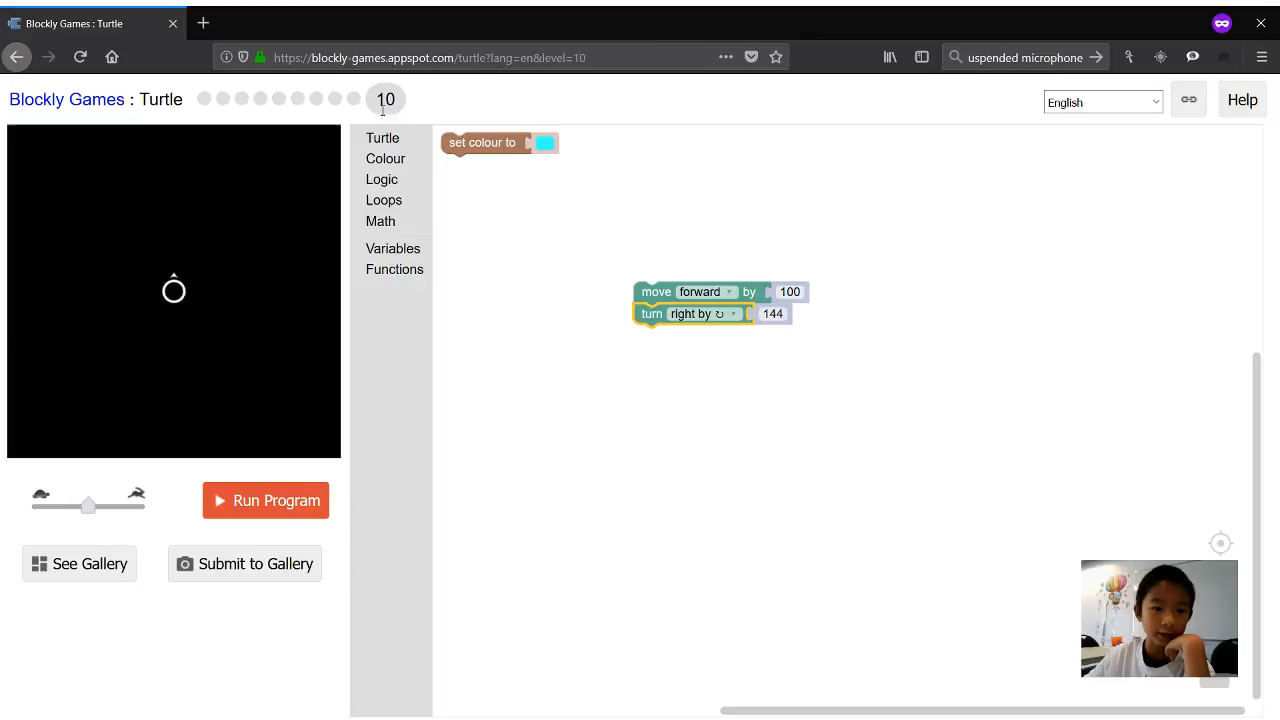 Blockly Games : Turtle
https://blockly-games.appspot.com/turtle?lang=en&level=10
uspended microphone
Blockly Games : Turtle
10
English
Help
Turtle
Colour
Logic
Loops
Math
Variables
Functions
set colour to
move forward by 100
turn right by ↻ 144
Run Program
See Gallery
Submit to Gallery